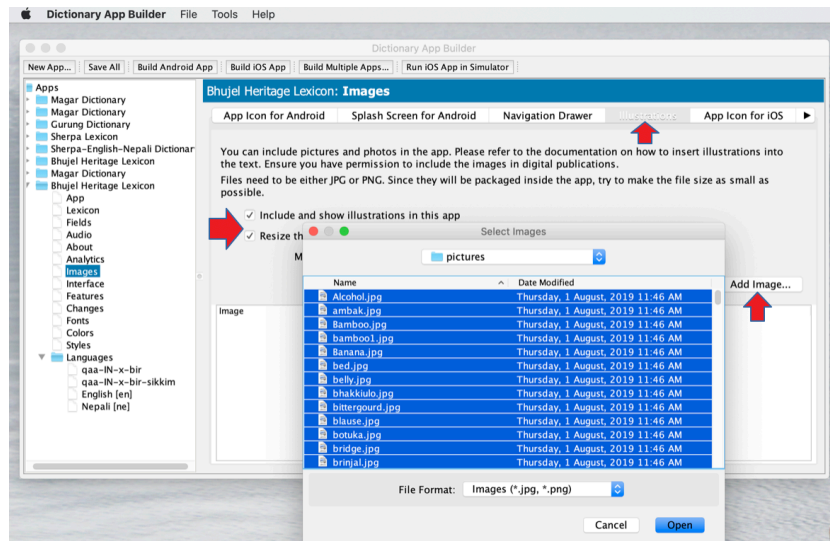 Dictionary App Builder File Tools Help
Dictionary App Builder
New App... Save All Build Android App Build iOS App Build Multiple Apps... Run iOS App in Simulator
Apps
Magar Dictionary
Magar Dictionary
Gurung Dictionary
Sherpa Lexicon
Sherpa-English-Nepali Dictionar
Bhujel Heritage Lexicon
Magar Dictionary
Bhujel Heritage Lexicon
App
Lexicon
Fields
Audio
About
Analytics
Images
Interface
Features
Changes
Fonts
Colors
Styles
Languages
qaa-IN-x-bir
qaa-IN-x-bir-sikkim
English [en]
Nepali [ne]
Bhujel Heritage Lexicon: Images
App Icon for Android Splash Screen for Android Navigation Drawer Illustrations App Icon for iOS
You can include pictures and photos in the app. Please refer to the documentation on how to insert illustrations into
the text. Ensure you have permission to include the images in digital publications.
Files need to be either JPG or PNG. Since they will be packaged inside the app, try to make the file size as small as
possible.
Include and show illustrations in this app
Resize th
M
Add Image...
Image
Select Images
pictures
Name Date Modified
Alcohol.jpg Thursday, 1 August, 2019 11:46 AM
ambak.jpg Thursday, 1 August, 2019 11:46 AM
Bamboo.jpg Thursday, 1 August, 2019 11:46 AM
bamboo1.jpg Thursday, 1 August, 2019 11:46 AM
Banana.jpg Thursday, 1 August, 2019 11:46 AM
bed.jpg Thursday, 1 August, 2019 11:46 AM
belly.jpg Thursday, 1 August, 2019 11:46 AM
bhakkiulo.jpg Thursday, 1 August, 2019 11:46 AM
bittergourd.jpg Thursday, 1 August, 2019 11:46 AM
blause.jpg Thursday, 1 August, 2019 11:46 AM
botuka.jpg Thursday, 1 August, 2019 11:46 AM
bridge.jpg Thursday, 1 August, 2019 11:46 AM
brinjal.jpg Thursday, 1 August, 2019 11:46 AM
File Format: Images (*.jpg, *.png)
Cancel Open